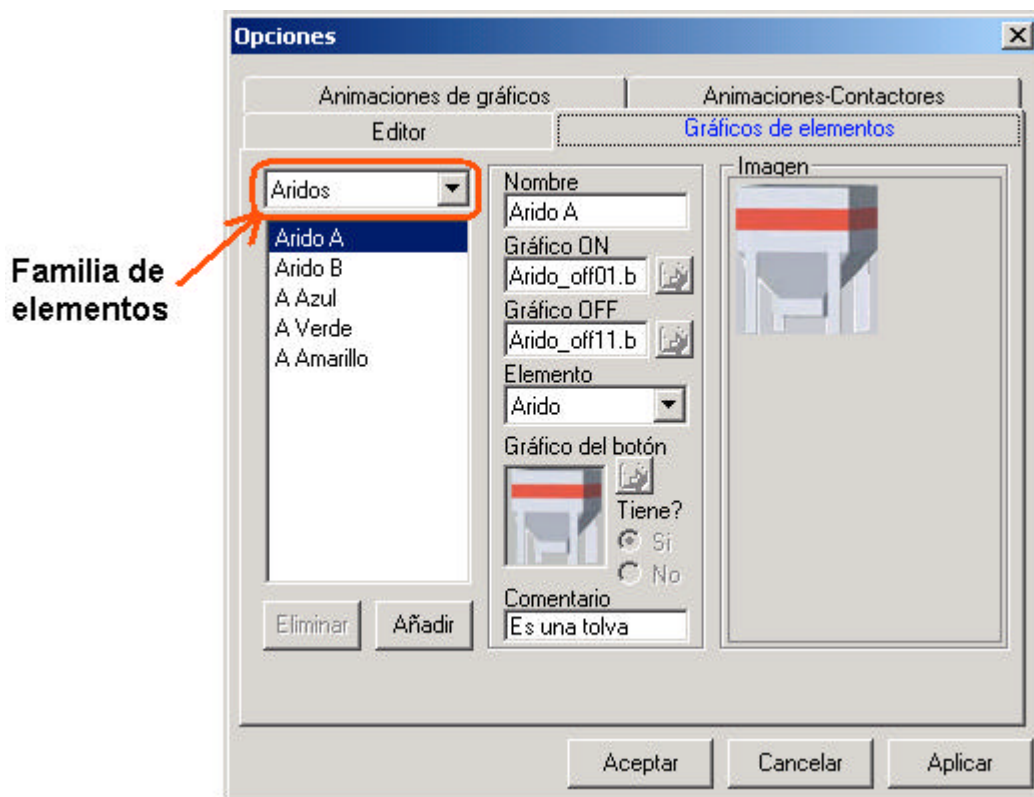 Opciones
Animaciones de gráficos
Animaciones-Contactores
Editor
Gráficos de elementos
Familia de
elementos
Aridos
Arido A
Arido B
A Azul
A Verde
A Amarillo
Eliminar
Añadir
Nombre
Arido A
Gráfico ON
Arido_off01.b
Gráfico OFF
Arido_off11.b
Elemento
Arido
Gráfico del botón
Tiene?
Si
No
Comentario
Es una tolva
Imagen
Aceptar
Cancelar
Aplicar